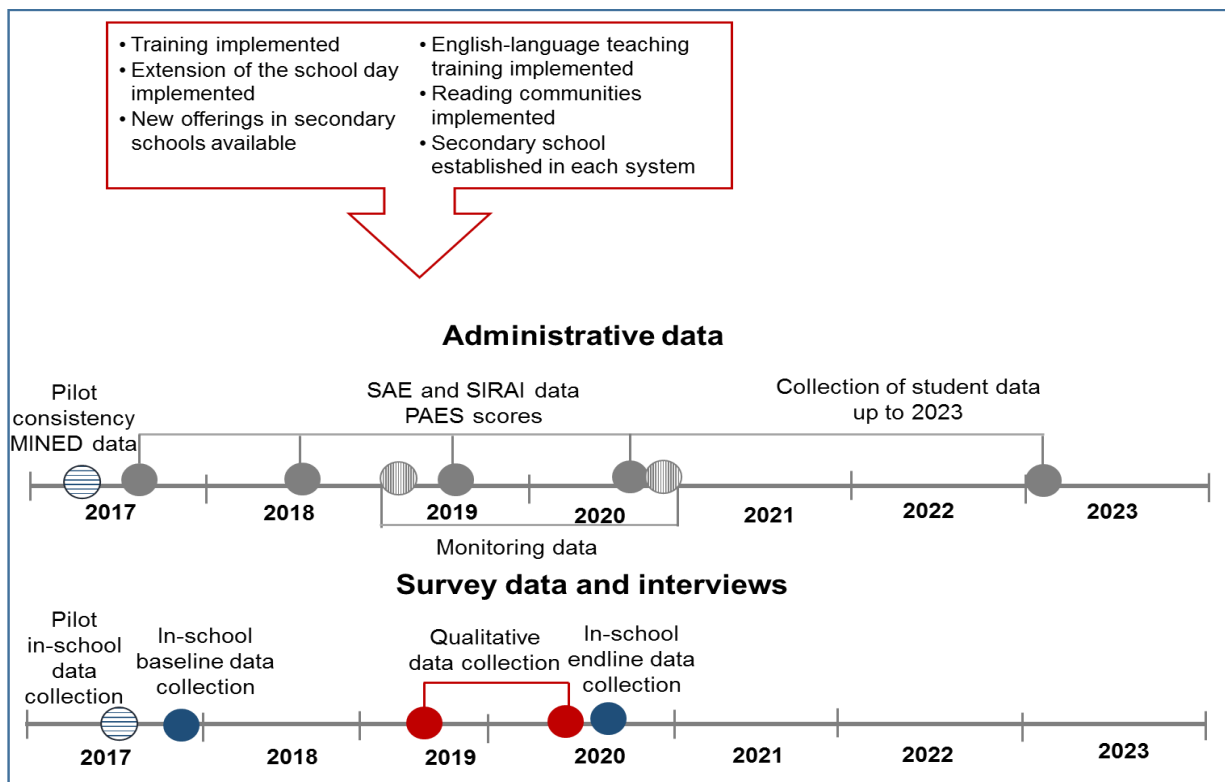 • Training implemented
• Extension of the school day
implemented
• New offerings in secondary
schools available
• English-language teaching
training implemented
• Reading communities
implemented
• Secondary school
established in each system
Administrative data
Pilot
consistency
MINED data
SAE and SIRAI data
PAES scores
Collection of student data
up to 2023
2017
2018
2019
2020
2021
2022
2023
Monitoring data
Survey data and interviews
Pilot
in-school
data
collection
In-school
baseline data
collection
Qualitative
data collection
In-school
endline data
collection
2017
2018
2019
2020
2021
2022
2023